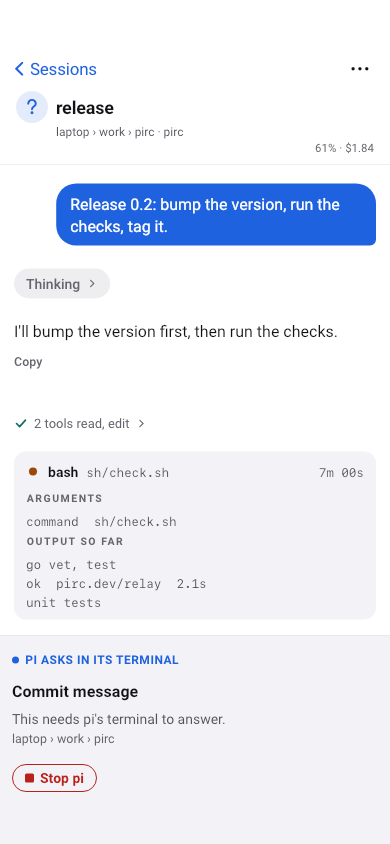 Sessions
?
release
laptop › work › pirc · pirc
61% · $1.84
Release 0.2: bump the version, run the
checks, tag it.
Thinking
I'll bump the version first, then run the checks.
Copy
2 tools read, edit
bash sh/check.sh 7m 00s
ARGUMENTS
command sh/check.sh
OUTPUT SO FAR
go vet, test
ok pirc.dev/relay 2.1s
unit tests
PI ASKS IN ITS TERMINAL
Commit message
This needs pi's terminal to answer.
laptop › work › pirc
Stop pi